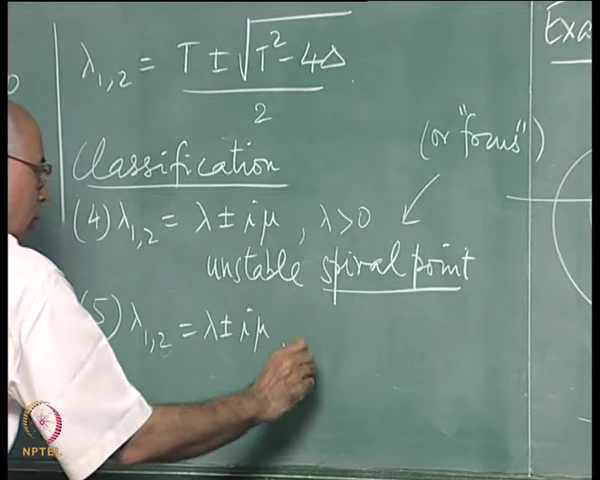 λ₁,₂ = (T ± √(T² − 4Δ)) / 2
Classification
(or "focus")
(4) λ₁,₂ = λ ± iμ , λ > 0
unstable spiral point
(5) λ₁,₂ = λ ± iμ
Exa
NPTEL